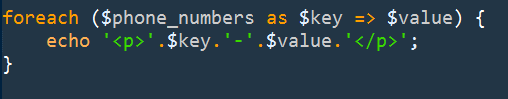 foreach ($phone_numbers as $key => $value) {
    echo '<p>'.$key.'-'.$value.'</p>';
}